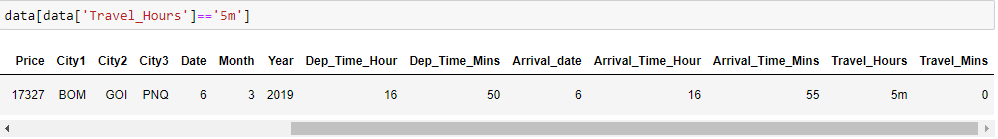 data[data['Travel_Hours']=='5m']
Price City1 City2 City3 Date Month Year Dep_Time_Hour Dep_Time_Mins Arrival_date Arrival_Time_Hour Arrival_Time_Mins Travel_Hours Travel_Mins
17327 BOM GOI PNQ 6 3 2019 16 50 6 16 55 5m 0